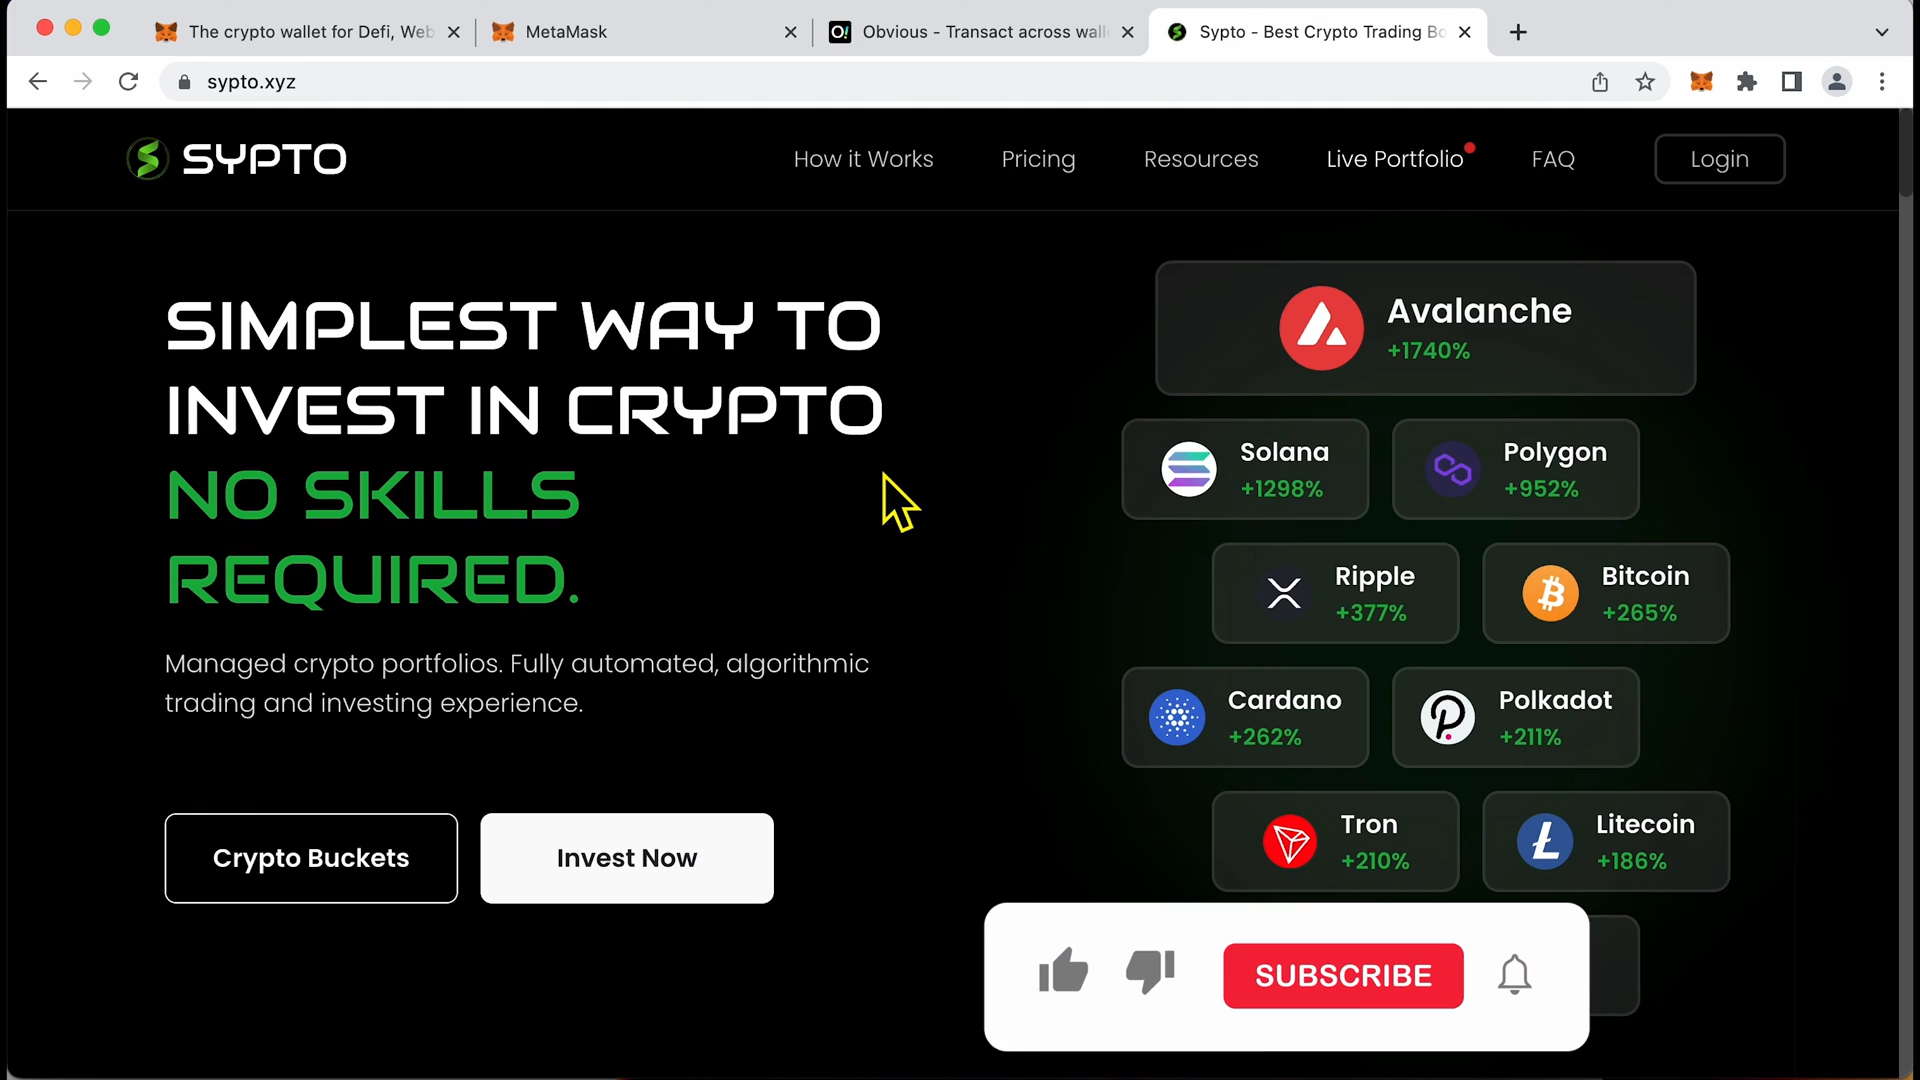 The crypto wallet for Defi, Web
MetaMask
Obvious - Transact across wall
Sypto - Best Crypto Trading Bo
sypto.xyz
SYPTO
How it Works
Pricing
Resources
Live Portfolio
FAQ
Login
SIMPLEST WAY TO
INVEST IN CRYPTO
NO SKILLS
REQUIRED.
Managed crypto portfolios. Fully automated, algorithmic
trading and investing experience.
Crypto Buckets
Invest Now
Avalanche
+1740%
Solana
+1298%
Polygon
+952%
Ripple
+377%
Bitcoin
+265%
Cardano
+262%
Polkadot
+211%
Tron
+210%
Litecoin
+186%
SUBSCRIBE